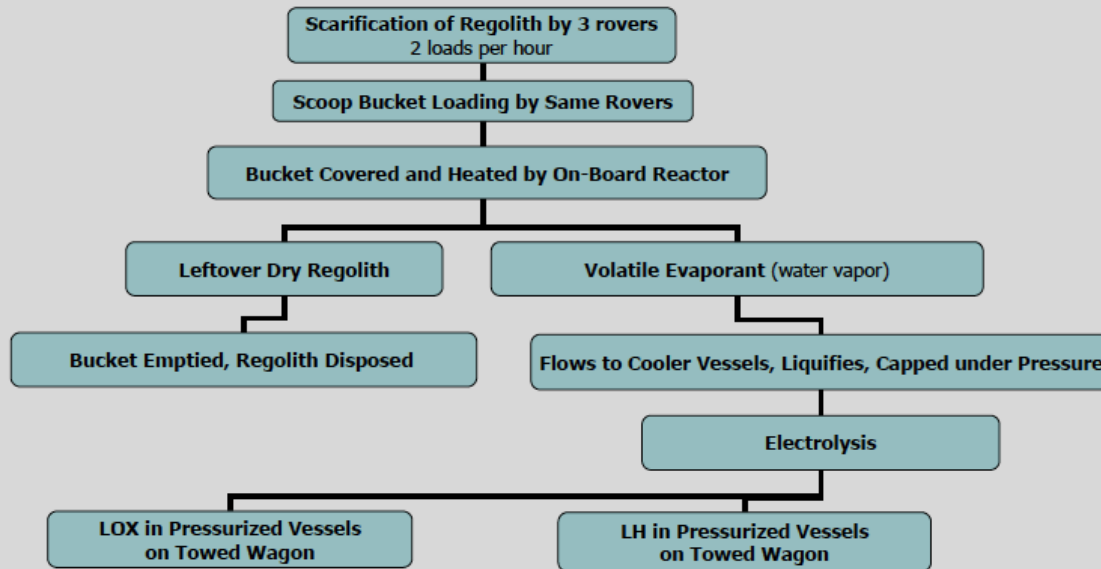 Scarification of Regolith by 3 rovers
2 loads per hour
Scoop Bucket Loading by Same Rovers
Bucket Covered and Heated by On-Board Reactor
Leftover Dry Regolith
Volatile Evaporant (water vapor)
Bucket Emptied, Regolith Disposed
Flows to Cooler Vessels, Liquifies, Capped under Pressure
Electrolysis
LOX in Pressurized Vessels
on Towed Wagon
LH in Pressurized Vessels
on Towed Wagon